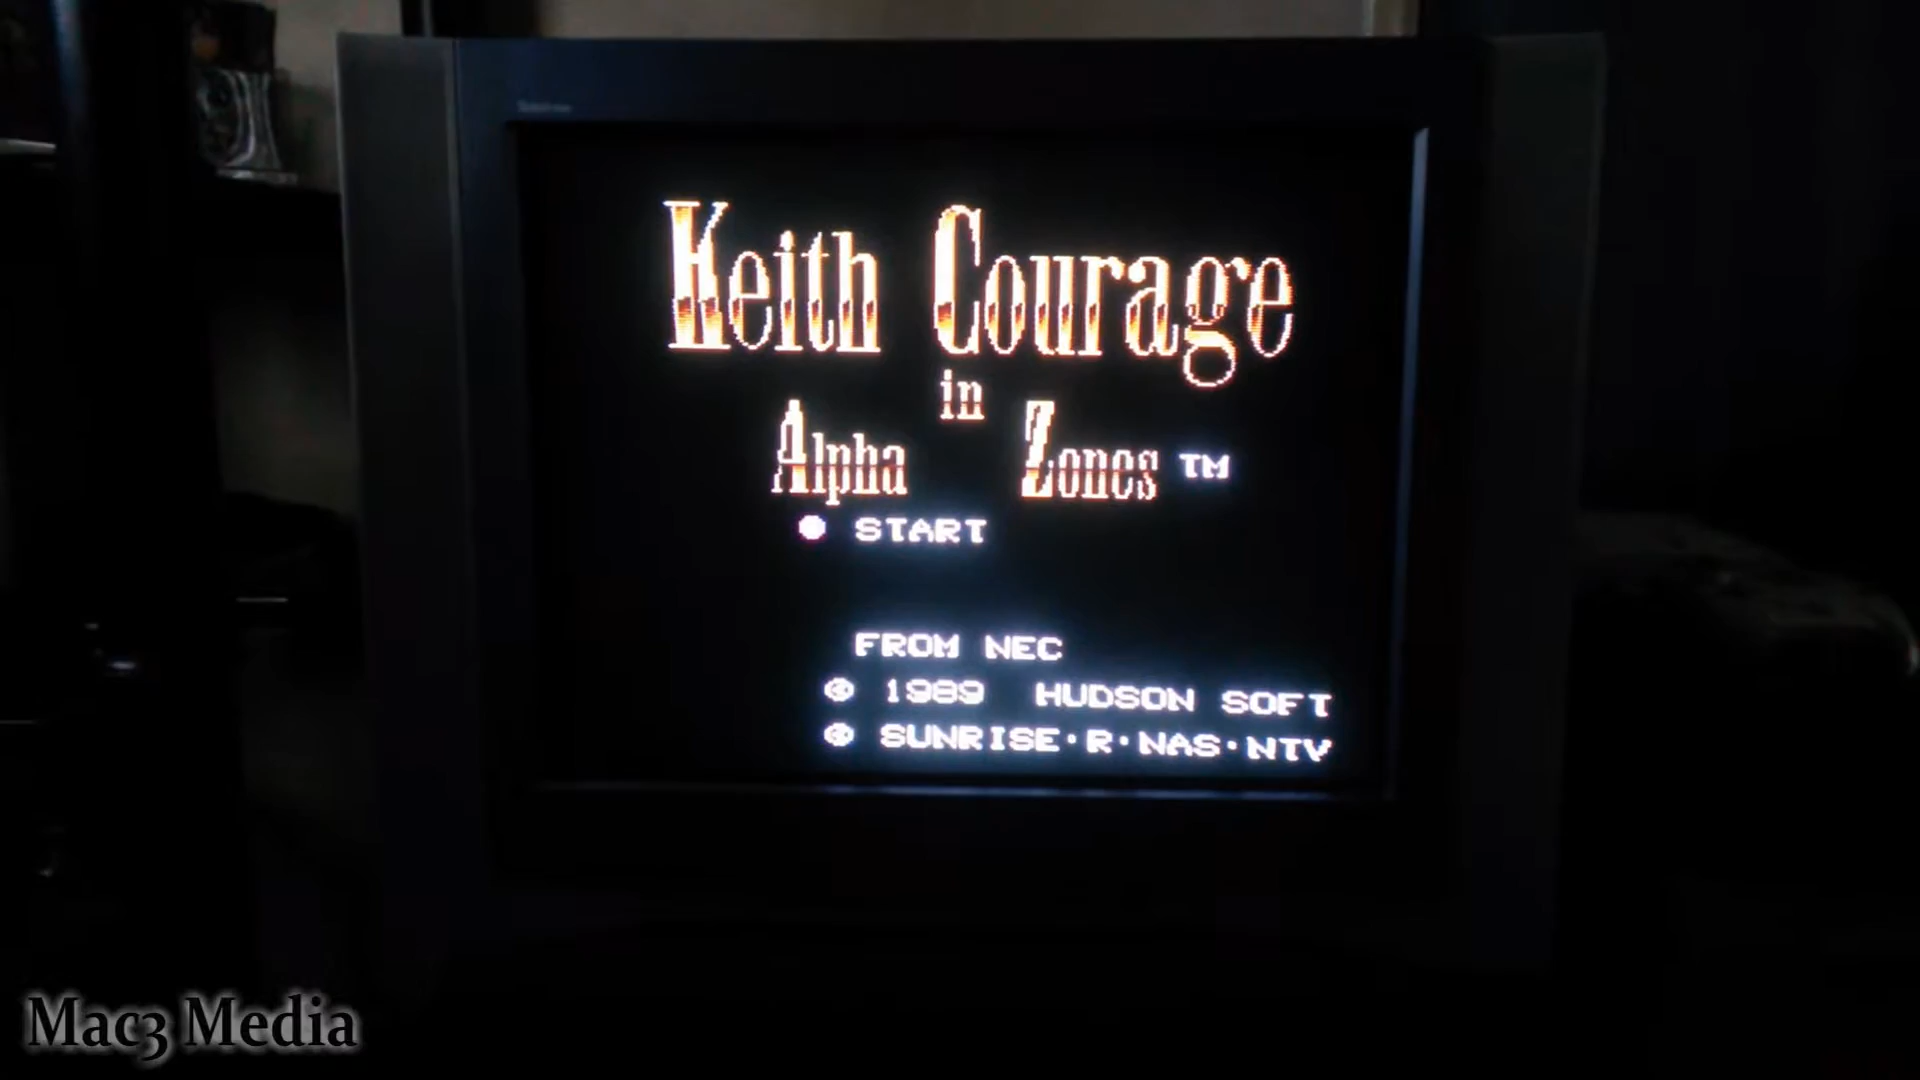 Keith Courage
in
Alpha Zones ™
START
FROM NEC
© 1989 HUDSON SOFT
© SUNRISE·R·NAS·NTV
Mac3 Media